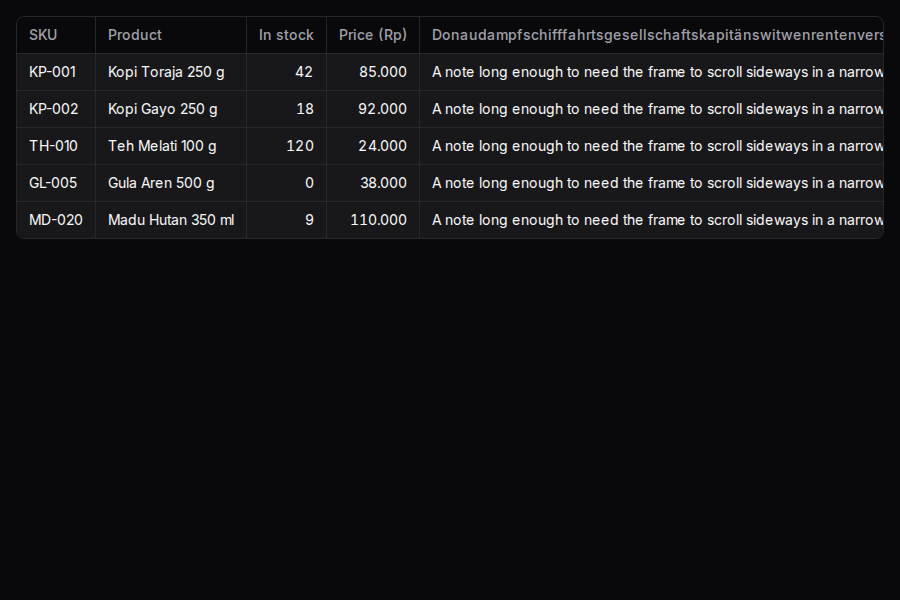 SKU Product In stock Price (Rp) Donaudampfschifffahrtsgesellschaftskapitänswitwenrentenvers
KP-001 Kopi Toraja 250 g 42 85.000 A note long enough to need the frame to scroll sideways in a narrow
KP-002 Kopi Gayo 250 g 18 92.000 A note long enough to need the frame to scroll sideways in a narrow
TH-010 Teh Melati 100 g 120 24.000 A note long enough to need the frame to scroll sideways in a narrow
GL-005 Gula Aren 500 g 0 38.000 A note long enough to need the frame to scroll sideways in a narrow
MD-020 Madu Hutan 350 ml 9 110.000 A note long enough to need the frame to scroll sideways in a narrow